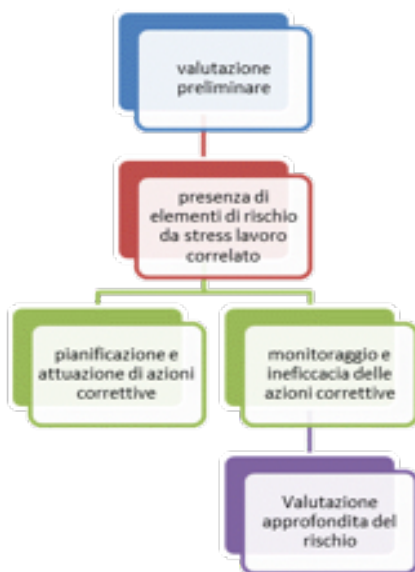 valutazione
preliminare
presenza di
elementi di rischio
da stress lavoro
correlato
pianificazione e
attuazione di azioni
correttive
monitoraggio e
inefficacia delle
azioni correttive
Valutazione
approfondita del
rischio